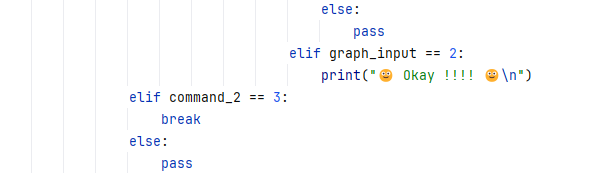 else:
pass
elif graph_input == 2:
print("😀 Okay !!!! 😀\n")
elif command_2 == 3:
break
else:
pass